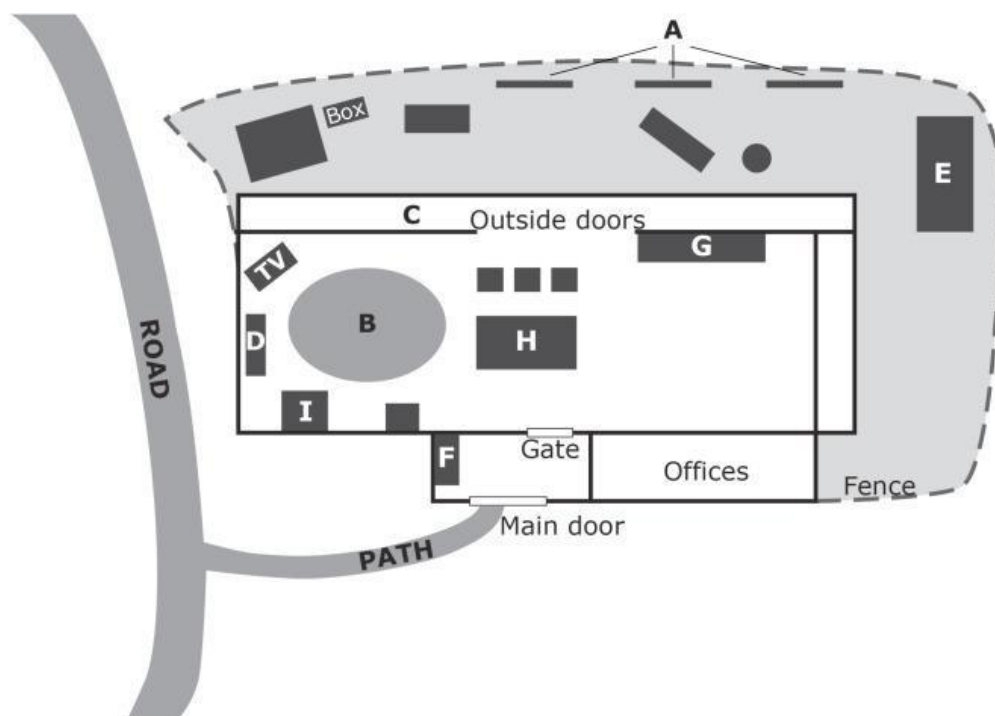 A
Box
E
C
Outside doors
G
TV
B
D
H
ROAD
I
F
Gate
Offices
Fence
Main door
PATH